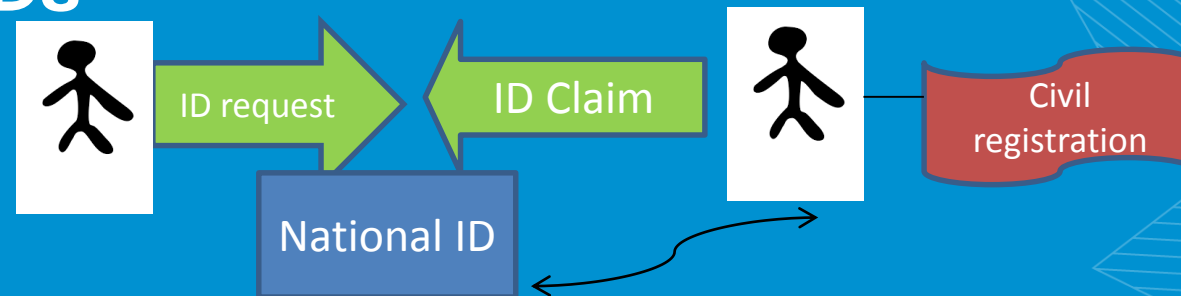 ID request
ID Claim
Civil
registration
National ID